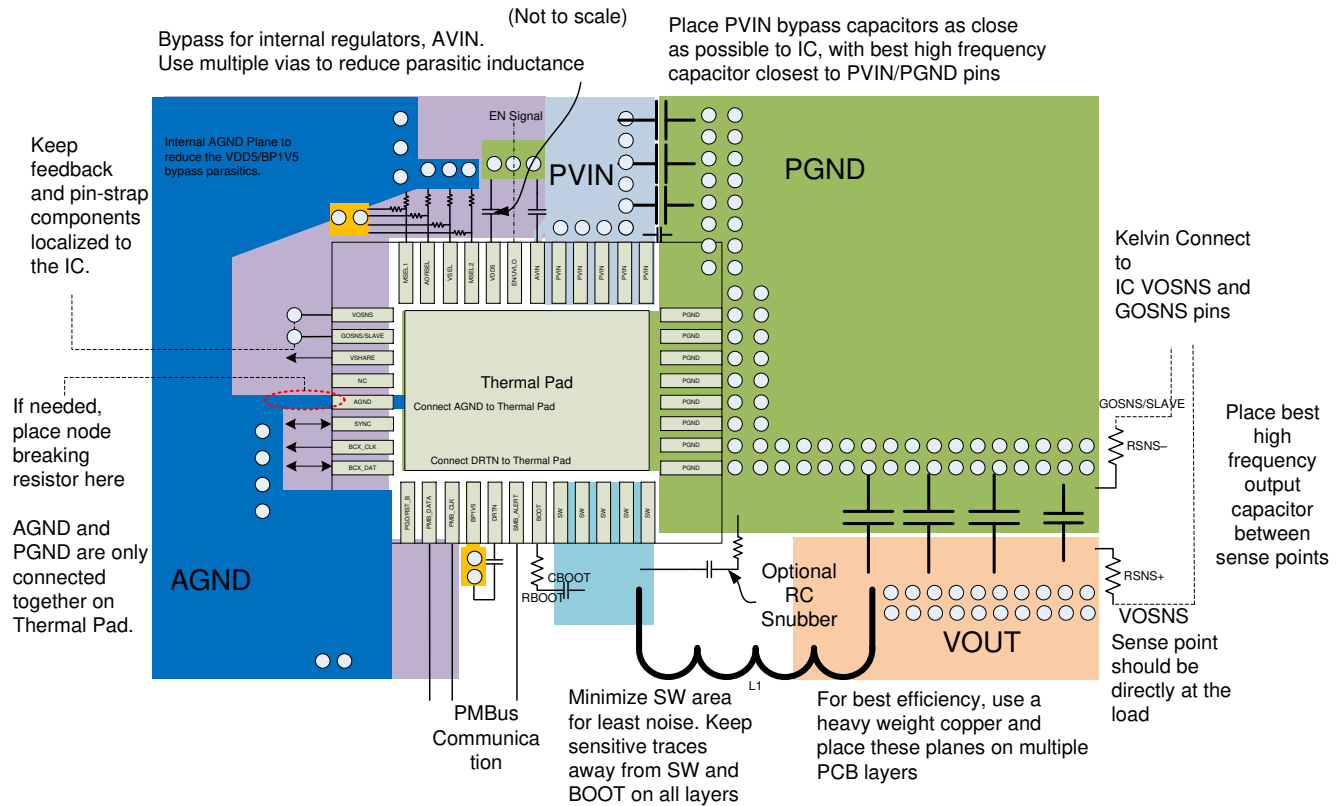 (Not to scale)
Bypass for internal regulators, AVIN.
Use multiple vias to reduce parasitic inductance
Place PVIN bypass capacitors as close
as possible to IC, with best high frequency
capacitor closest to PVIN/PGND pins
Keep
feedback
and pin-strap
components
localized to
the IC.
Internal AGND Plane to
reduce the VDD5/BP1V5
bypass parasitics.
EN Signal
PVIN
PGND
Kelvin Connect
to
IC VOSNS and
GOSNS pins
MSEL1
ADRSEL
VSEL
MSEL2
VDD5
EN/UVLO
AVIN
PVIN
PVIN
PVIN
PVIN
PVIN
VOSNS
GOSNS/SLAVE
VSHARE
NC
AGND
SYNC
BCX_CLK
BCX_DAT
Thermal Pad
Connect AGND to Thermal Pad
Connect DRTN to Thermal Pad
PGND
PGND
PGND
PGND
PGND
PGND
PGND
PGND
If needed,
place node
breaking
resistor here
GOSNS/SLAVE
RSNS–
Place best
high
frequency
output
capacitor
between
sense points
PGD/RST_B
PMB_DATA
PMB_CLK
BP1V5
DRTN
SMB_ALERT
BOOT
SW
SW
SW
SW
SW
AGND and
PGND are only
connected
together on
Thermal Pad.
AGND
CBOOT
RBOOT
Optional
RC
Snubber
RSNS+
VOUT
VOSNS
Sense point
should be
directly at the
load
L1
PMBus
Communica
tion
Minimize SW area
for least noise. Keep
sensitive traces
away from SW and
BOOT on all layers
For best efficiency, use a
heavy weight copper and
place these planes on multiple
PCB layers